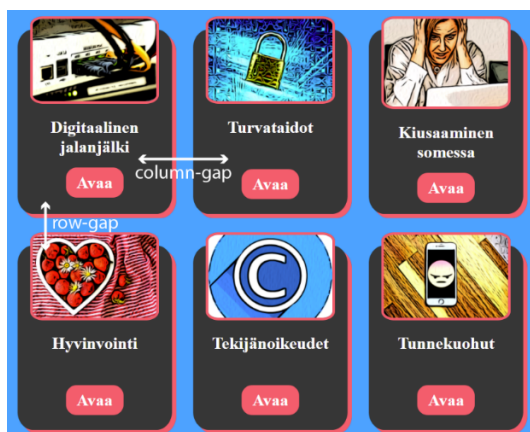 Digitaalinen
jalanjälki
Avaa
Turvataidot
Avaa
Kiusaaminen
somessa
Avaa
column-gap
row-gap
Hyvinvointi
Avaa
Tekijänoikeudet
Avaa
Tunnekuohut
Avaa